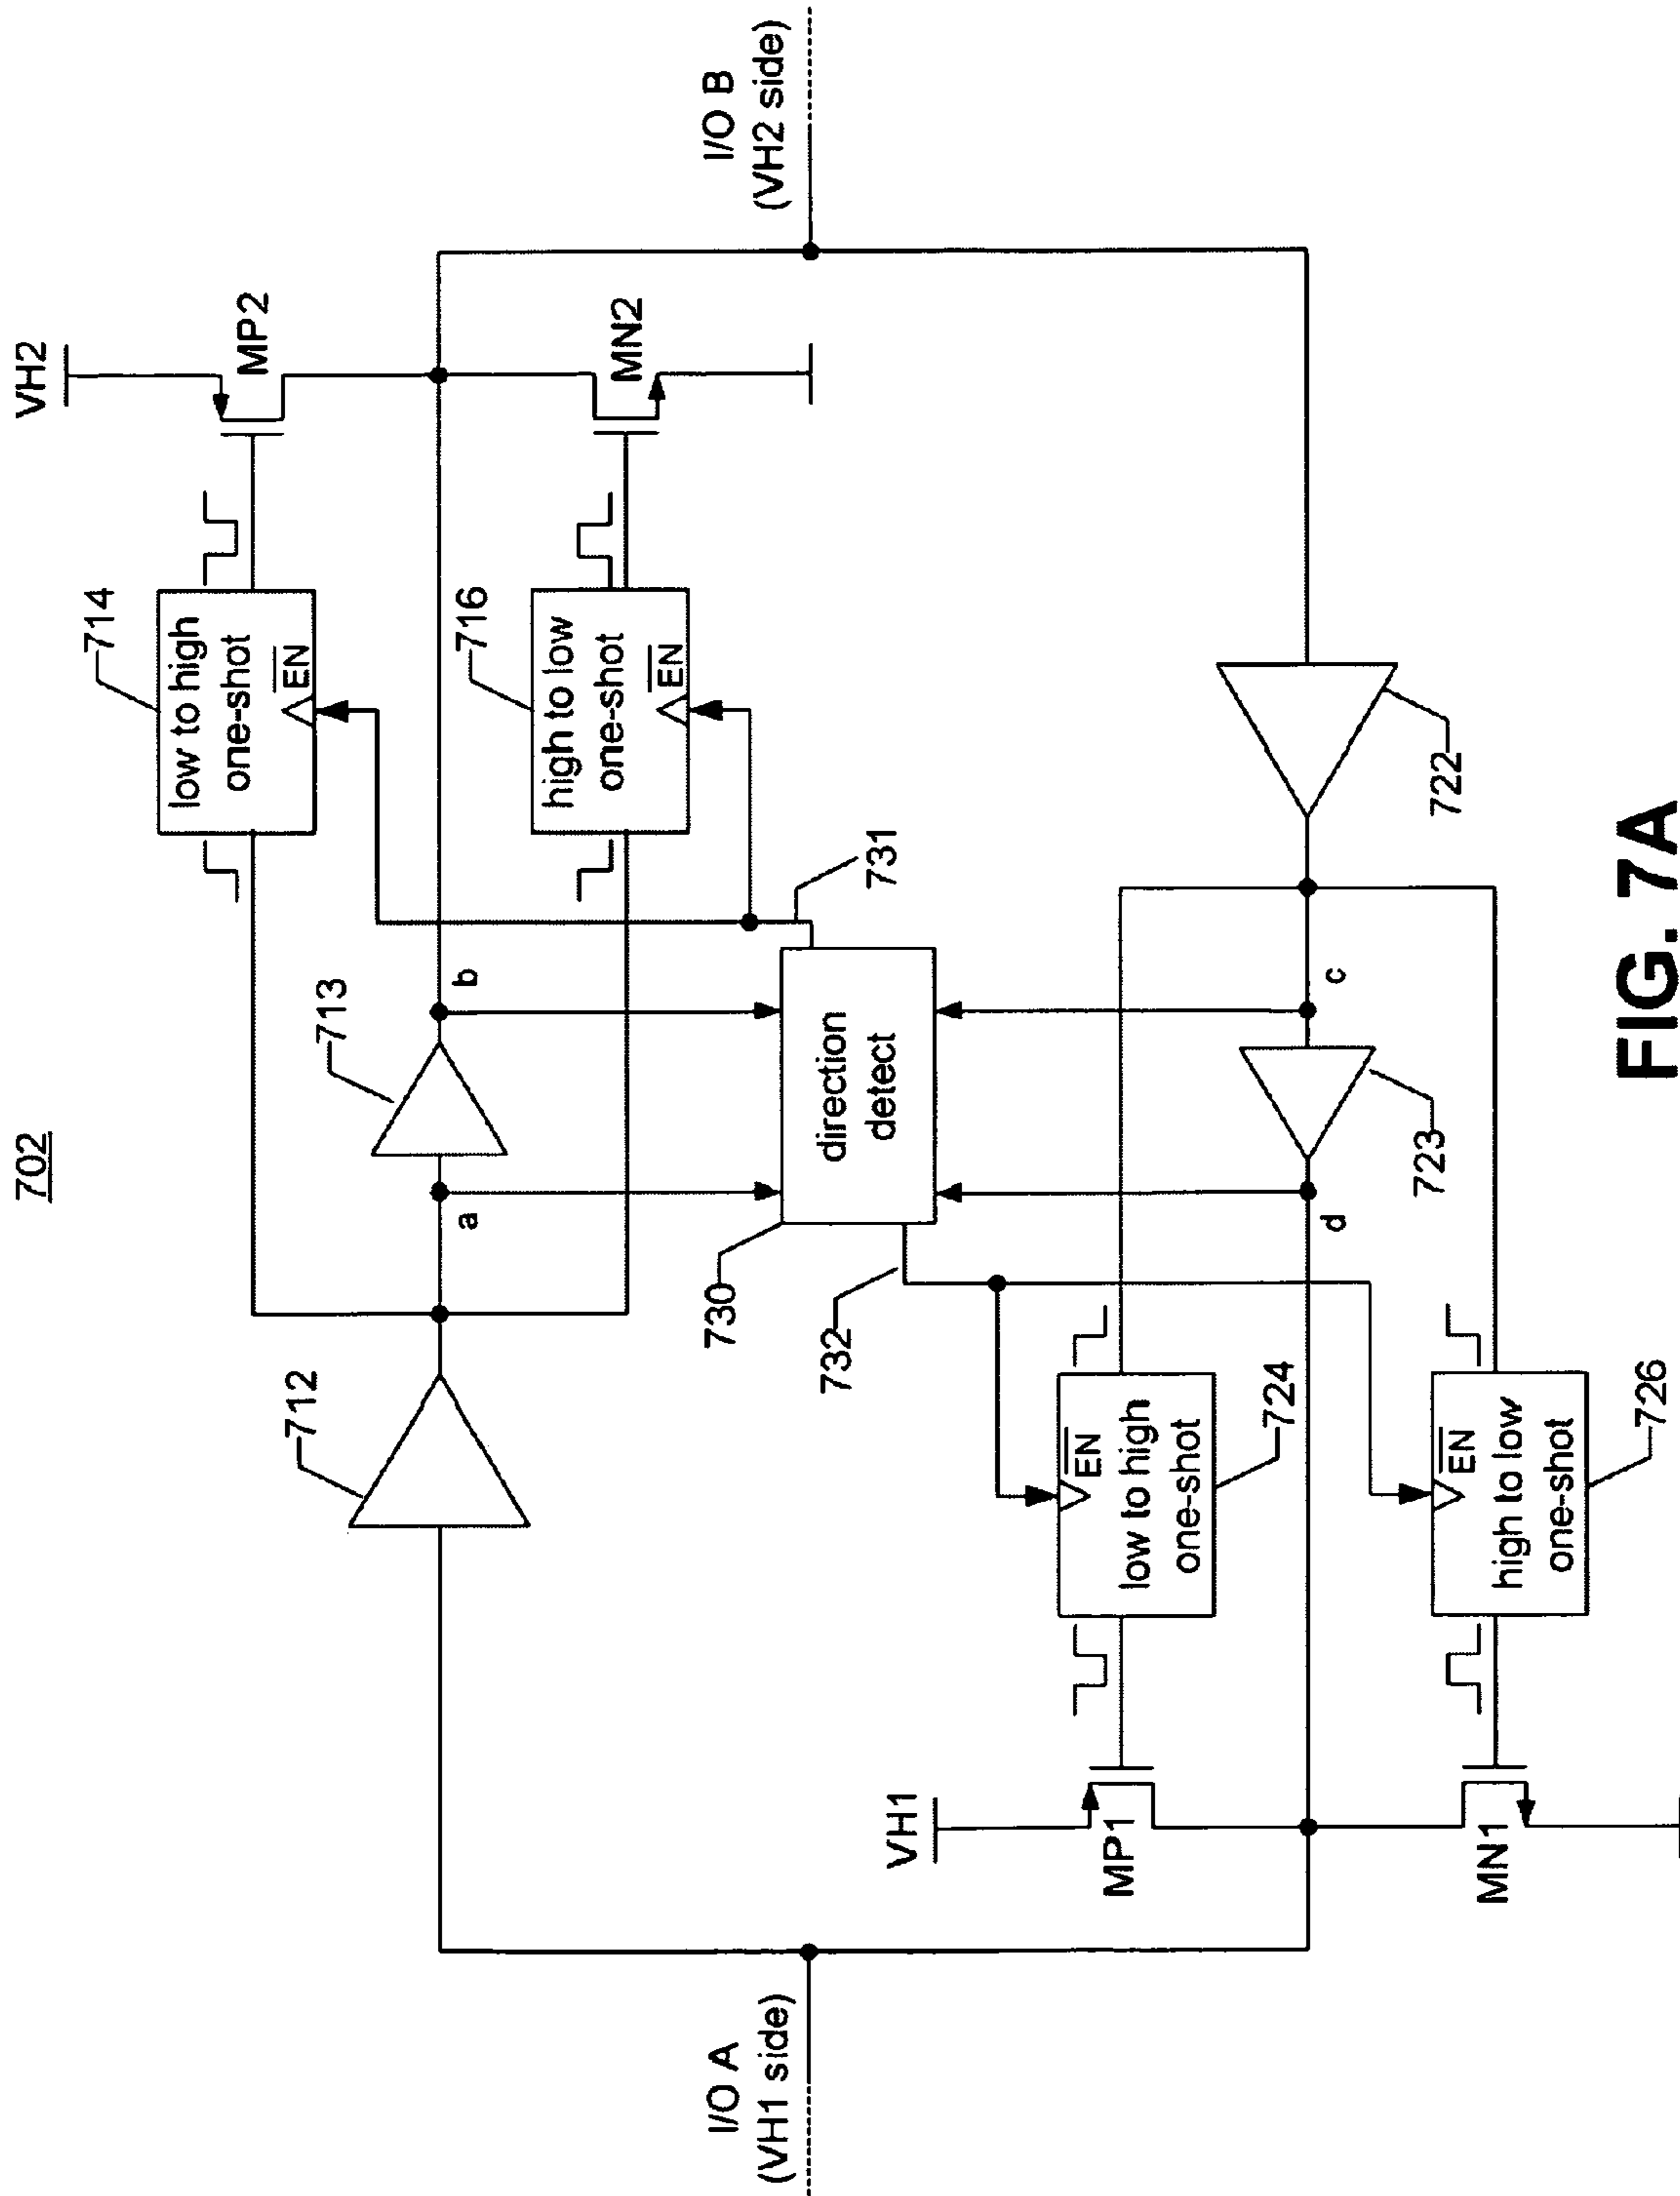 702
VH2
MP2
714
low to high
one-shot
EN
716
high to low
one-shot
EN
MN2
I/O B
(VH2 side)
712
713
a
b
731
730
direction
detect
732
I/O A
(VH1 side)
VH1
MP1
EN
low to high
one-shot
724
d
c
723
722
MN1
EN
high to low
one-shot
726
FIG. 7A